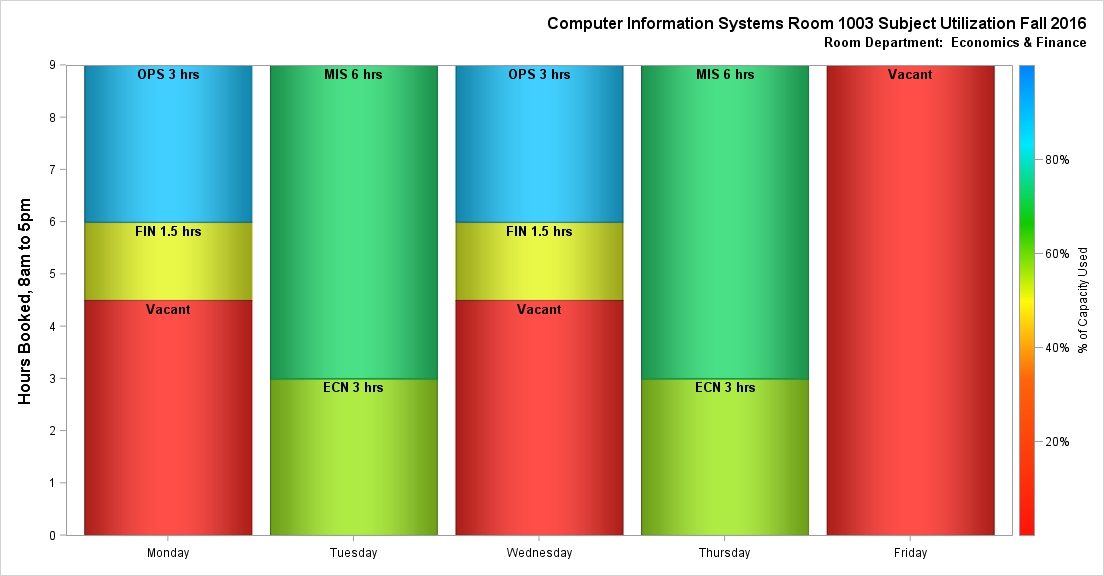 Computer Information Systems Room 1003 Subject Utilization Fall 2016
Room Department:  Economics & Finance
Hours Booked, 8am to 5pm
9
8
7
6
5
4
3
2
1
0
OPS 3 hrs
FIN 1.5 hrs
Vacant
MIS 6 hrs
ECN 3 hrs
OPS 3 hrs
FIN 1.5 hrs
Vacant
MIS 6 hrs
ECN 3 hrs
Vacant
Monday
Tuesday
Wednesday
Thursday
Friday
80%
60%
40%
20%
% of Capacity Used